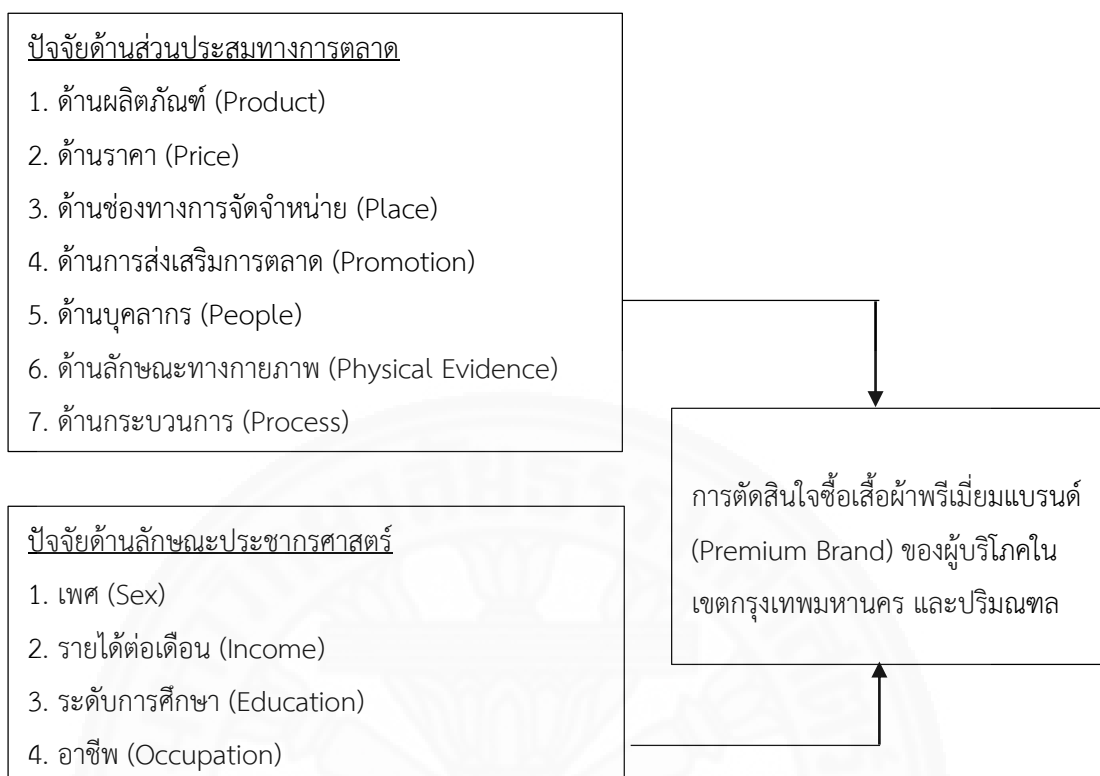 ปัจจัยด้านส่วนประสมทางการตลาด
1. ด้านผลิตภัณฑ์ (Product)
2. ด้านราคา (Price)
3. ด้านช่องทางการจัดจำหน่าย (Place)
4. ด้านการส่งเสริมการตลาด (Promotion)
5. ด้านบุคลากร (People)
6. ด้านลักษณะทางกายภาพ (Physical Evidence)
7. ด้านกระบวนการ (Process)
ปัจจัยด้านลักษณะประชากรศาสตร์
1. เพศ (Sex)
2. รายได้ต่อเดือน (Income)
3. ระดับการศึกษา (Education)
4. อาชีพ (Occupation)
การตัดสินใจซื้อเสื้อผ้าพรีเมี่ยมแบรนด์
(Premium Brand) ของผู้บริโภคใน
เขตกรุงเทพมหานคร และปริมณฑล